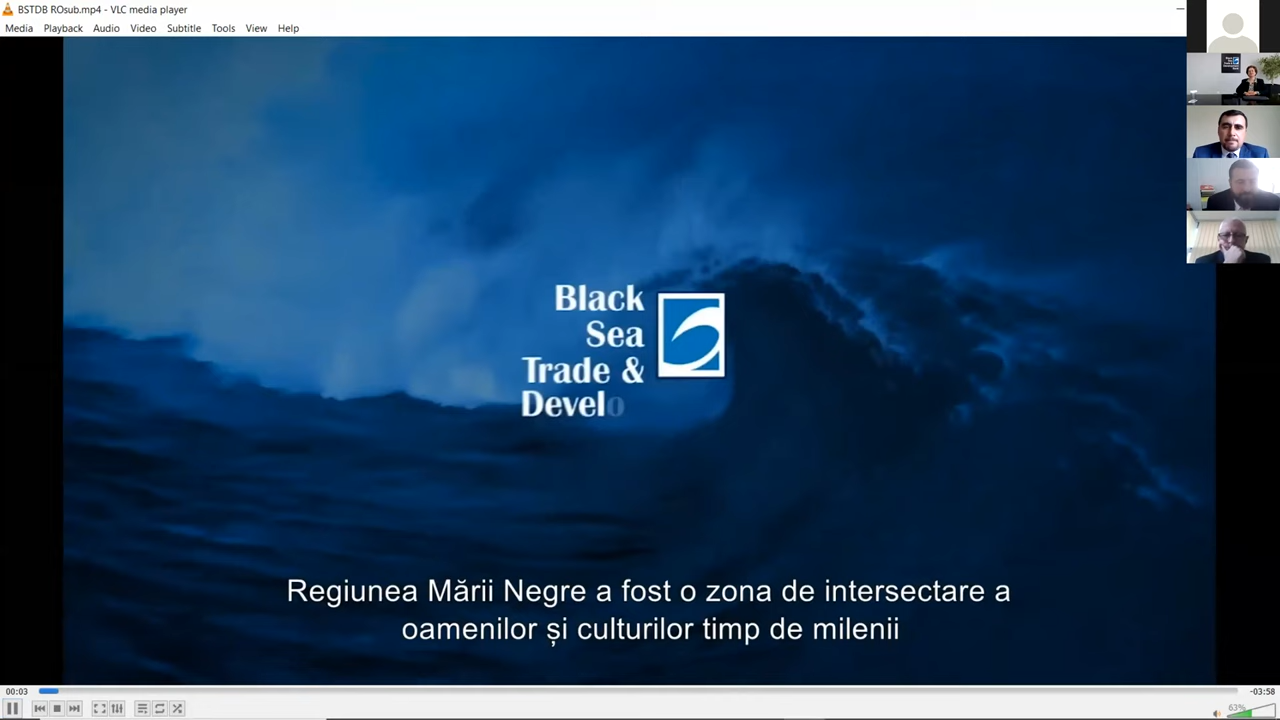 BSTDB ROsub.mp4 - VLC media player
Media Playback Audio Video Subtitle Tools View Help
Black
Sea
Trade &
Develo
Regiunea Mării Negre a fost o zona de intersectare a
oamenilor și culturilor timp de milenii
00:03
-03:58
63%